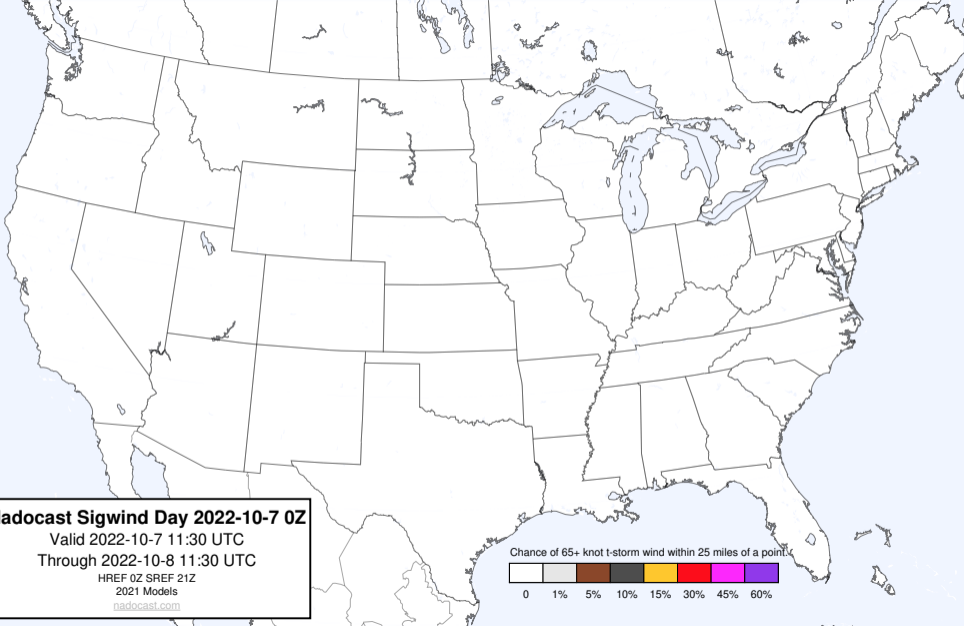 adocast Sigwind Day 2022-10-7 0Z
Valid 2022-10-7 11:30 UTC
Through 2022-10-8 11:30 UTC
HREF 0Z SREF 21Z
2021 Models
nadocast.com
Chance of 65+ knot t-storm wind within 25 miles of a point.
0 1% 5% 10% 15% 30% 45% 60%